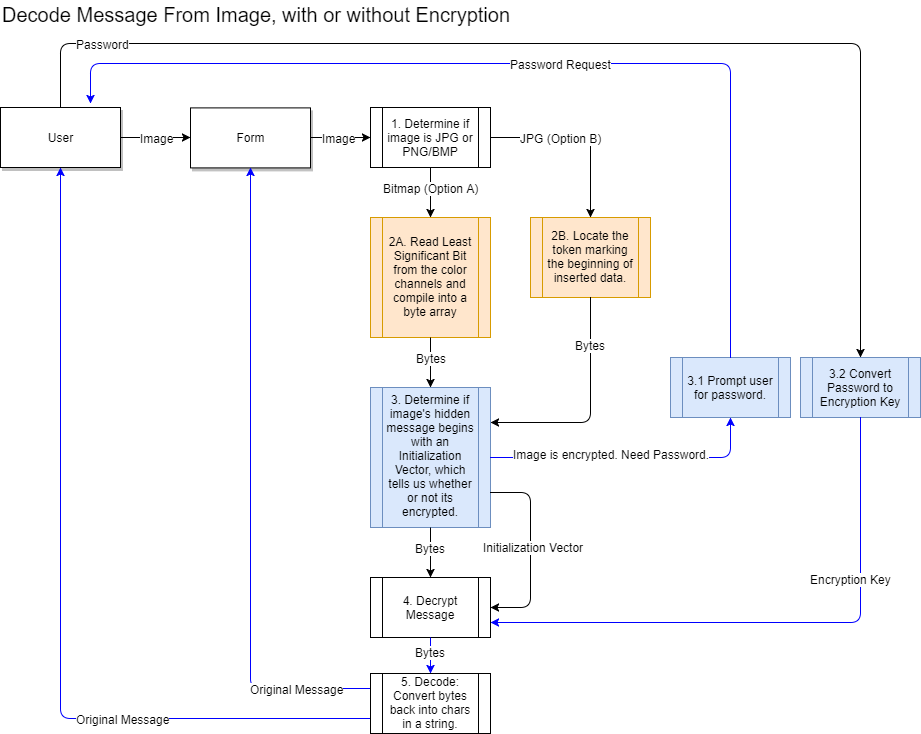 Decode Message From Image, with or without Encryption
Password
Password Request
User
Image
Form
Image
1. Determine if
image is JPG or
PNG/BMP
JPG (Option B)
Bitmap (Option A)
2A. Read Least
Significant Bit
from the color
channels and
compile into a
byte array
2B. Locate the
token marking
the beginning of
inserted data.
Bytes
Bytes
3. Determine if
image's hidden
message begins
with an
Initialization
Vector, which
tells us whether
or not its
encrypted.
3.1 Prompt user
for password.
3.2 Convert
Password to
Encryption Key
Image is encrypted. Need Password.
Bytes
Initialization Vector
Encryption Key
4. Decrypt
Message
Bytes
5. Decode:
Convert bytes
back into chars
in a string.
Original Message
Original Message